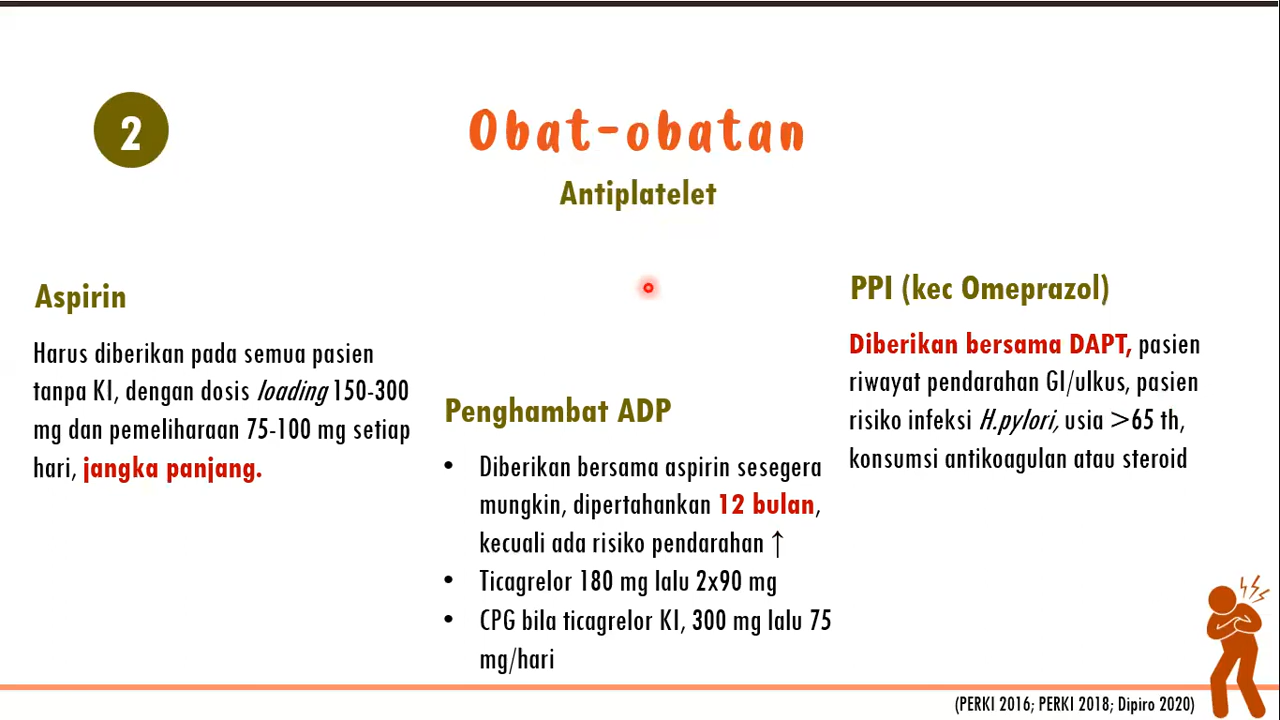 2
Obat-obatan
Antiplatelet
Aspirin
Harus diberikan pada semua pasien
tanpa KI, dengan dosis loading 150-300
mg dan pemeliharaan 75-100 mg setiap
hari, jangka panjang.
Penghambat ADP
• Diberikan bersama aspirin sesegera
mungkin, dipertahankan 12 bulan,
kecuali ada risiko pendarahan ↑
• Ticagrelor 180 mg lalu 2x90 mg
• CPG bila ticagrelor KI, 300 mg lalu 75
mg/hari
PPI (kec Omeprazol)
Diberikan bersama DAPT, pasien
riwayat pendarahan GI/ulkus, pasien
risiko infeksi H.pylori, usia >65 th,
konsumsi antikoagulan atau steroid
(PERKI 2016; PERKI 2018; Dipiro 2020)